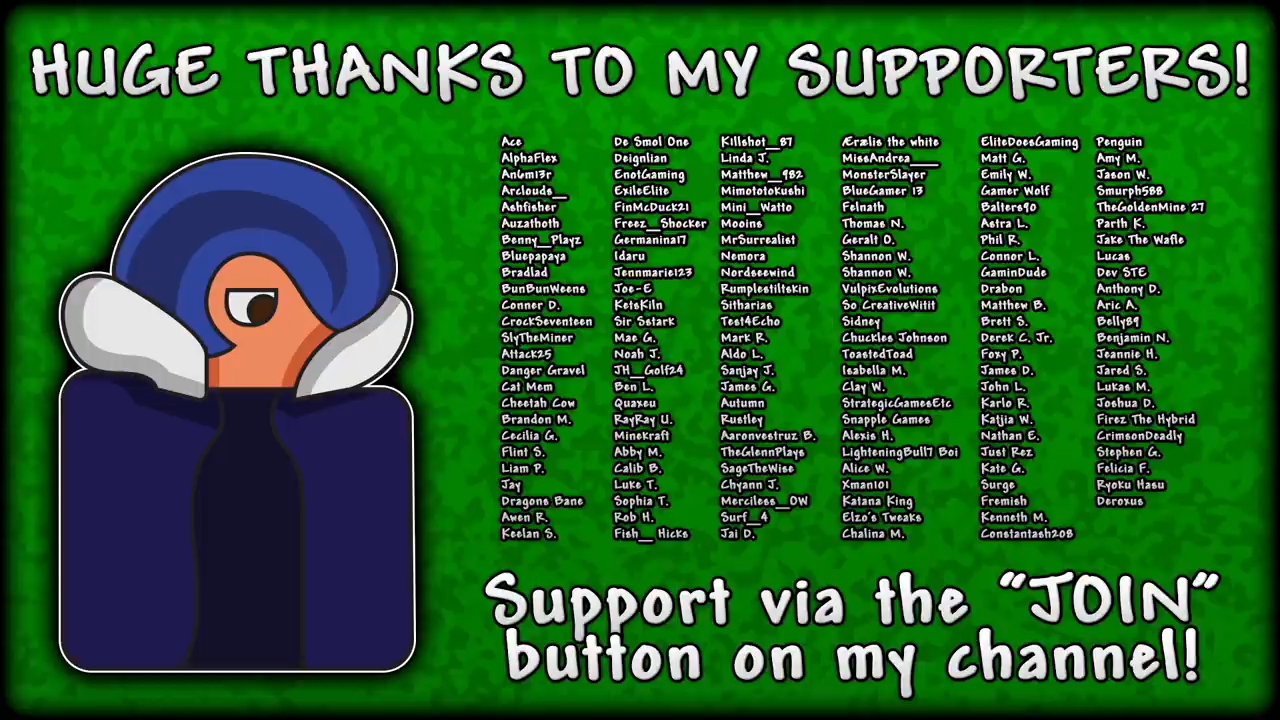 HUGE THANKS TO MY SUPPORTERS!
Ace
AlphaFlex
An6m13r
Arclouds__
Ashfisher
Auzathoth
Benny__Playz
Bluepapaya
Bradlad
BunBunWeens
Conner D.
CrockSeventeen
SlyTheMiner
Attack25
Danger Gravel
Cat Mem
Cheetah Cow
Brandon M.
Cecilia G.
Flint S.
Liam P.
Jay
Dragons Bane
Awen R.
Keelan S.
De Smol One
Deignlian
EnotGaming
ExileElite
FinMcDuck21
Freez__Shocker
Germanina17
Idaru
Jennmarie123
Joe-E
KetsKiln
Sir Sstark
Mae G.
Noah J.
JH__Golf24
Ben L.
Quaxeu
RayRay U.
Minekraft
Abby M.
Calib B.
Luke T.
Sophia T.
Rob H.
Fish__ Hicks
K1llshot__87
Linda J.
Matthew__982
Mimototokushi
Mini__Watto
Mooins
MrSurrealist
Nemora
Nordseewind
Rumplestiltskin
Sitharias
Test4Echo
Mark R.
Aldo L.
Sanjay J.
James G.
Autumn
Rustley
Aaronvestruz B.
TheGlennPlays
SageTheWise
Chyann J.
Merciless__OW
Surf__4
Jai D.
Ærælis the white
MissAndrea____
MonsterSlayer
BlueGamer 13
Felnath
Thomas N.
Geralt O.
Shannon W.
Shannon W.
VulpixEvolutions
So CreativeWitit
Sidney
Chuckles Johnson
ToastedToad
Isabella M.
Clay W.
StrategicGamesEtc
Snapple Games
Alexis H.
LighteningBull7 Boi
Alice W.
Xman101
Katana King
Elzo's Tweaks
Chalina M.
EliteDoesGaming
Matt G.
Emily W.
Gamer Wolf
Balters90
Astra L.
Phil R.
Connor L.
GaminDude
Drabon
Matthew B.
Brett S.
Derek C. Jr.
Foxy P.
James D.
John L.
Karlo R.
Katjia W.
Nathan E.
Just Rez
Kate G.
Surge
Fremish
Kenneth M.
Constantash208
Penguin
Amy M.
Jason W.
Smurph588
TheGoldenMine 27
Parth K.
Jake The Wafle
Lucas
Dev STE
Anthony D.
Aric A.
Belly89
Benjamin N.
Jeannie H.
Jared S.
Lukas M.
Joshua D.
Firez The Hybrid
CrimsonDeadly
Stephen G.
Felicia F.
Ryoku Hasu
Deroxus
Support via the "JOIN"
button on my channel!